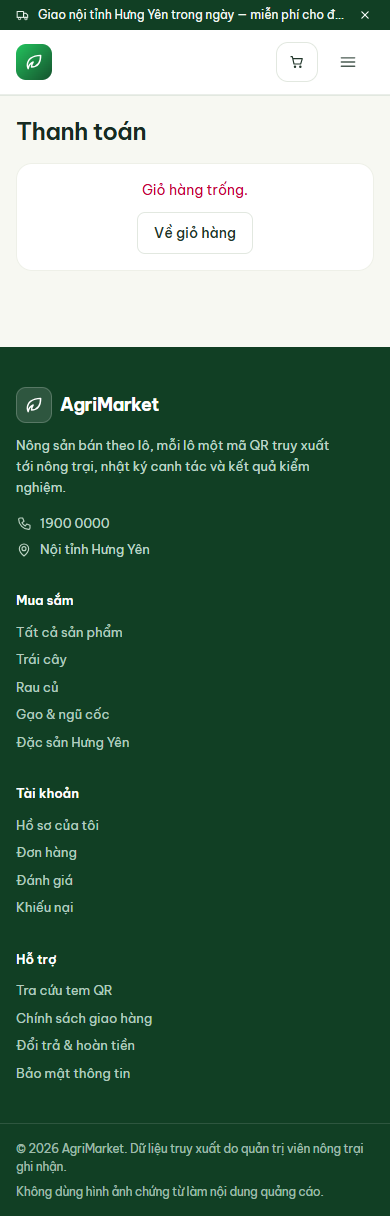 Giao nội tỉnh Hưng Yên trong ngày — miễn phí cho đ...
Thanh toán
Giỏ hàng trống.
Về giỏ hàng
AgriMarket
Nông sản bán theo lô, mỗi lô một mã QR truy xuất
tới nông trại, nhật ký canh tác và kết quả kiểm
nghiệm.
1900 0000
Nội tỉnh Hưng Yên
Mua sắm
Tất cả sản phẩm
Trái cây
Rau củ
Gạo & ngũ cốc
Đặc sản Hưng Yên
Tài khoản
Hồ sơ của tôi
Đơn hàng
Đánh giá
Khiếu nại
Hỗ trợ
Tra cứu tem QR
Chính sách giao hàng
Đổi trả & hoàn tiền
Bảo mật thông tin
© 2026 AgriMarket. Dữ liệu truy xuất do quản trị viên nông trại
ghi nhận.
Không dùng hình ảnh chứng từ làm nội dung quảng cáo.